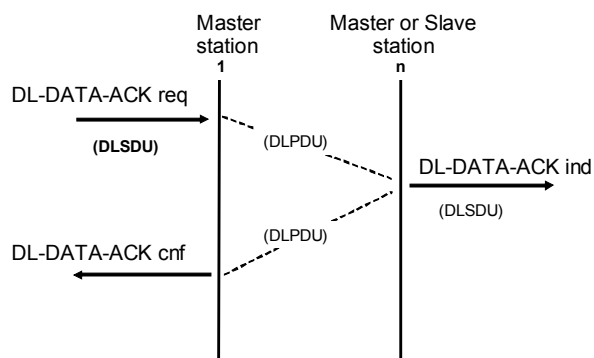 Master station
1
Master or Slave station
n
DL-DATA-ACK req
(DLSDU)
(DLPDU)
DL-DATA-ACK ind
(DLSDU)
(DLPDU)
DL-DATA-ACK cnf